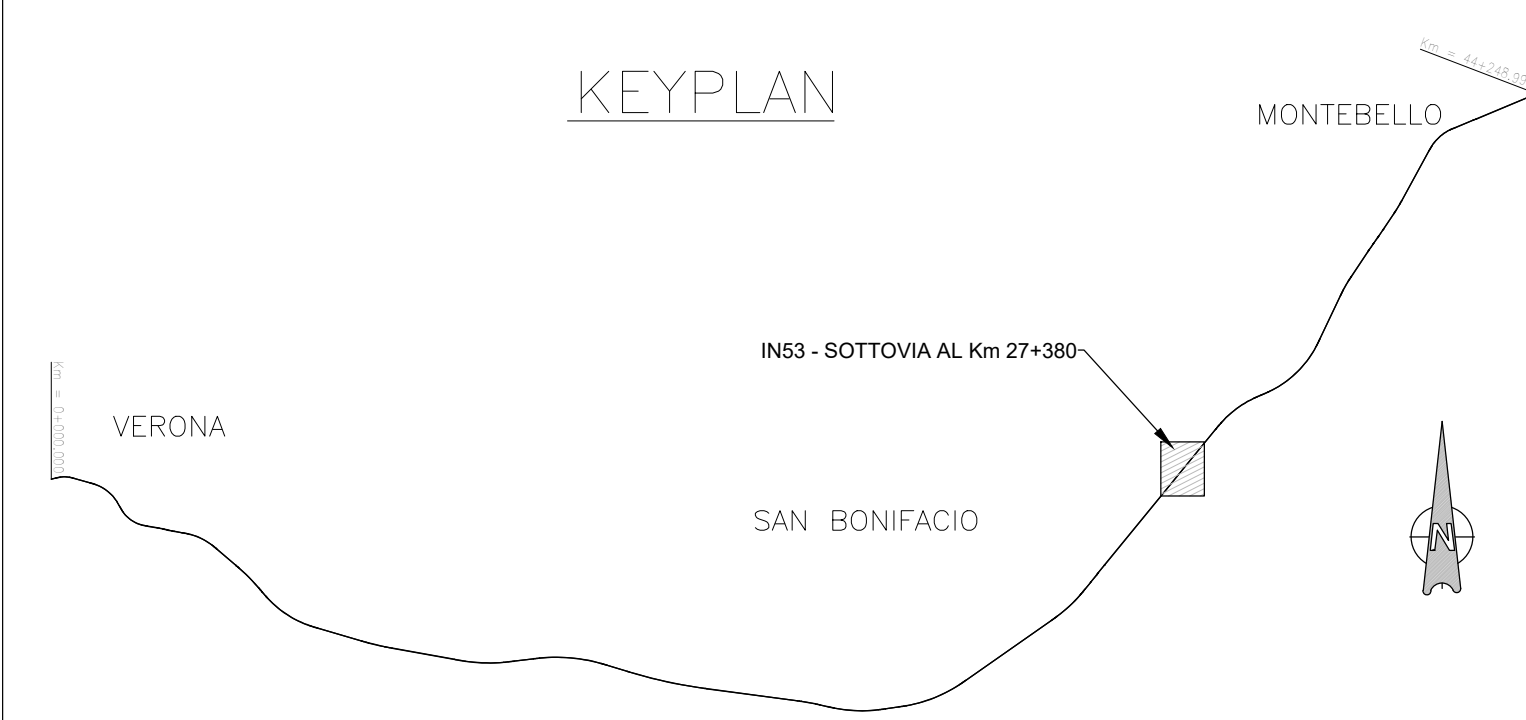 KEYPLAN
Km = 44+248.99
MONTEBELLO
IN53 - SOTTOVIA AL Km 27+380
Km = 0+000.000
VERONA
SAN BONIFACIO
N